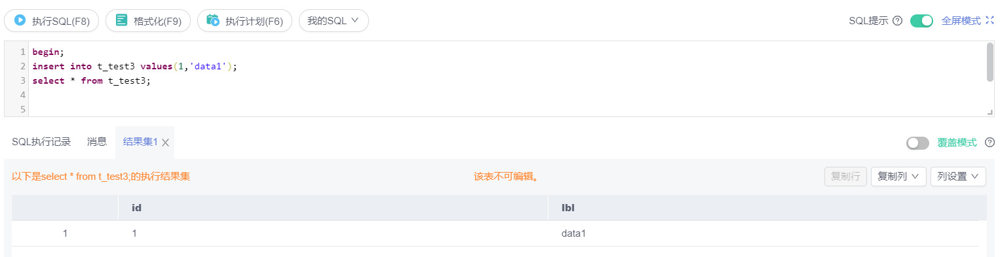 执行SQL(F8) 格式化(F9) 执行计划(F6) 我的SQL SQL提示 全屏模式
1 begin;
2 insert into t_test3 values(1,'data1');
3 select * from t_test3;
4
5
SQL执行记录 消息 结果集1 覆盖模式
以下是select * from t_test3;的执行结果集 该表不可编辑。 复制行 复制列 列设置
id lbl
1 1 data1